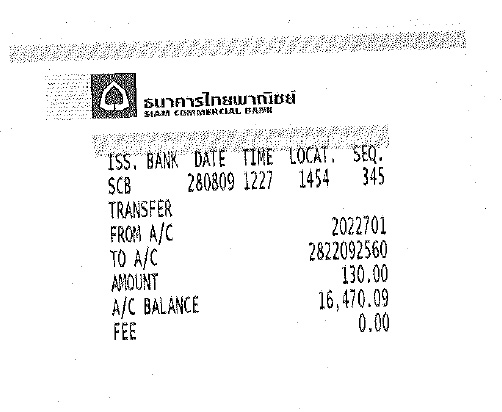 ธนาคารไทยพาณิชย์
SIAM COMMERCIAL BANK
ISS. BANK DATE TIME LOCAT. SEQ.
SCB 280809 1227 1454 345
TRANSFER
FROM A/C 2022701
TO A/C 2822092560
AMOUNT 130.00
A/C BALANCE 16,470.09
FEE 0.00